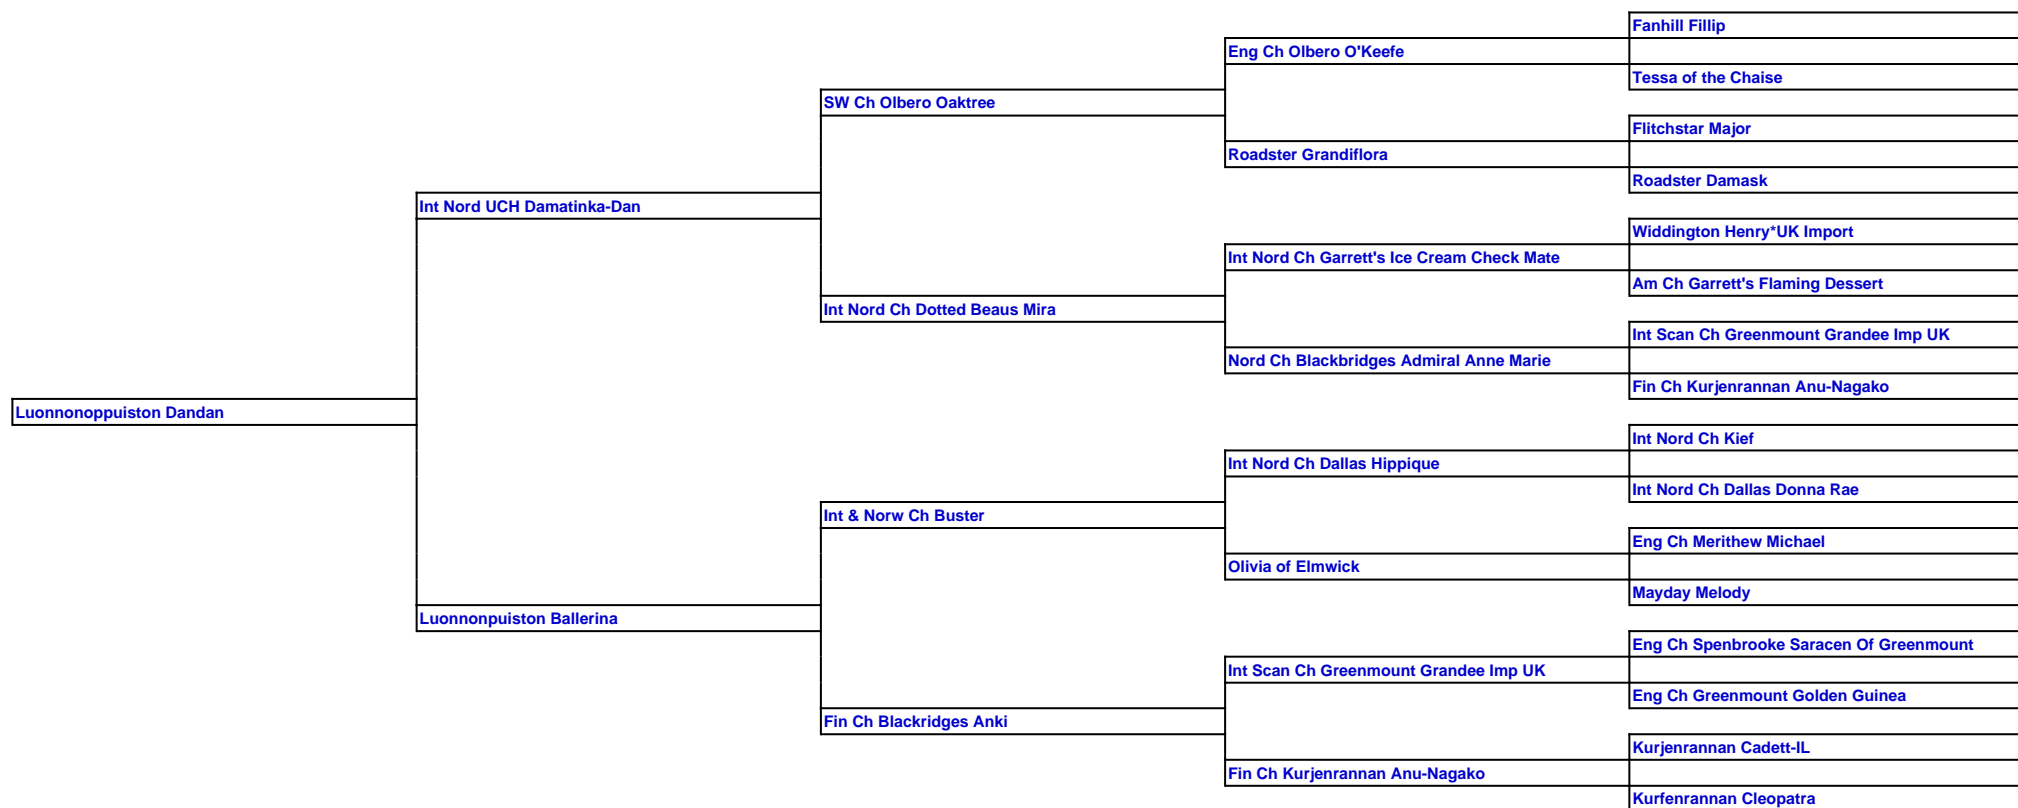 Fanhill Fillip
Eng Ch Olbero O'Keefe
Tessa of the Chaise
SW Ch Olbero Oaktree
Flitchstar Major
Roadster Grandiflora
Roadster Damask
Int Nord UCH Damatinka-Dan
Widdington Henry*UK Import
Int Nord Ch Garrett's Ice Cream Check Mate
Am Ch Garrett's Flaming Dessert
Int Nord Ch Dotted Beaus Mira
Int Scan Ch Greenmount Grandee Imp UK
Nord Ch Blackbridges Admiral Anne Marie
Fin Ch Kurjenrannan Anu-Nagako
Luonnonoppuiston Dandan
Int Nord Ch Kief
Int Nord Ch Dallas Hippique
Int Nord Ch Dallas Donna Rae
Int & Norw Ch Buster
Eng Ch Merithew Michael
Olivia of Elmwick
Mayday Melody
Luonnonpuiston Ballerina
Eng Ch Spenbrooke Saracen Of Greenmount
Int Scan Ch Greenmount Grandee Imp UK
Eng Ch Greenmount Golden Guinea
Fin Ch Blackridges Anki
Kurjenrannan Cadett-IL
Fin Ch Kurjenrannan Anu-Nagako
Kurfenrannan Cleopatra